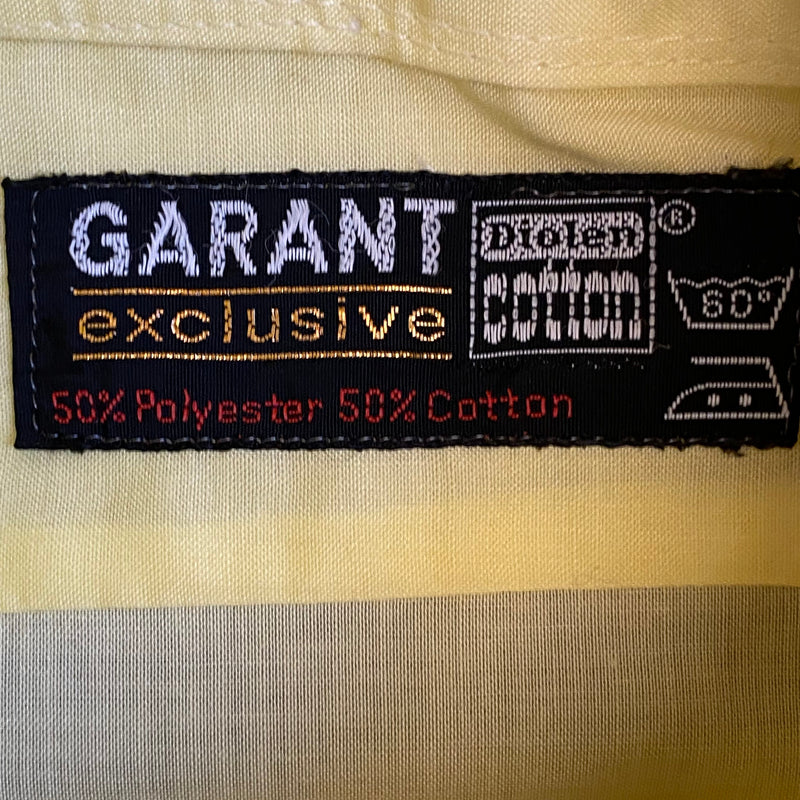 GARANT
exclusive
Diolen ®
cotton
60°
50% Polyester 50% Cotton